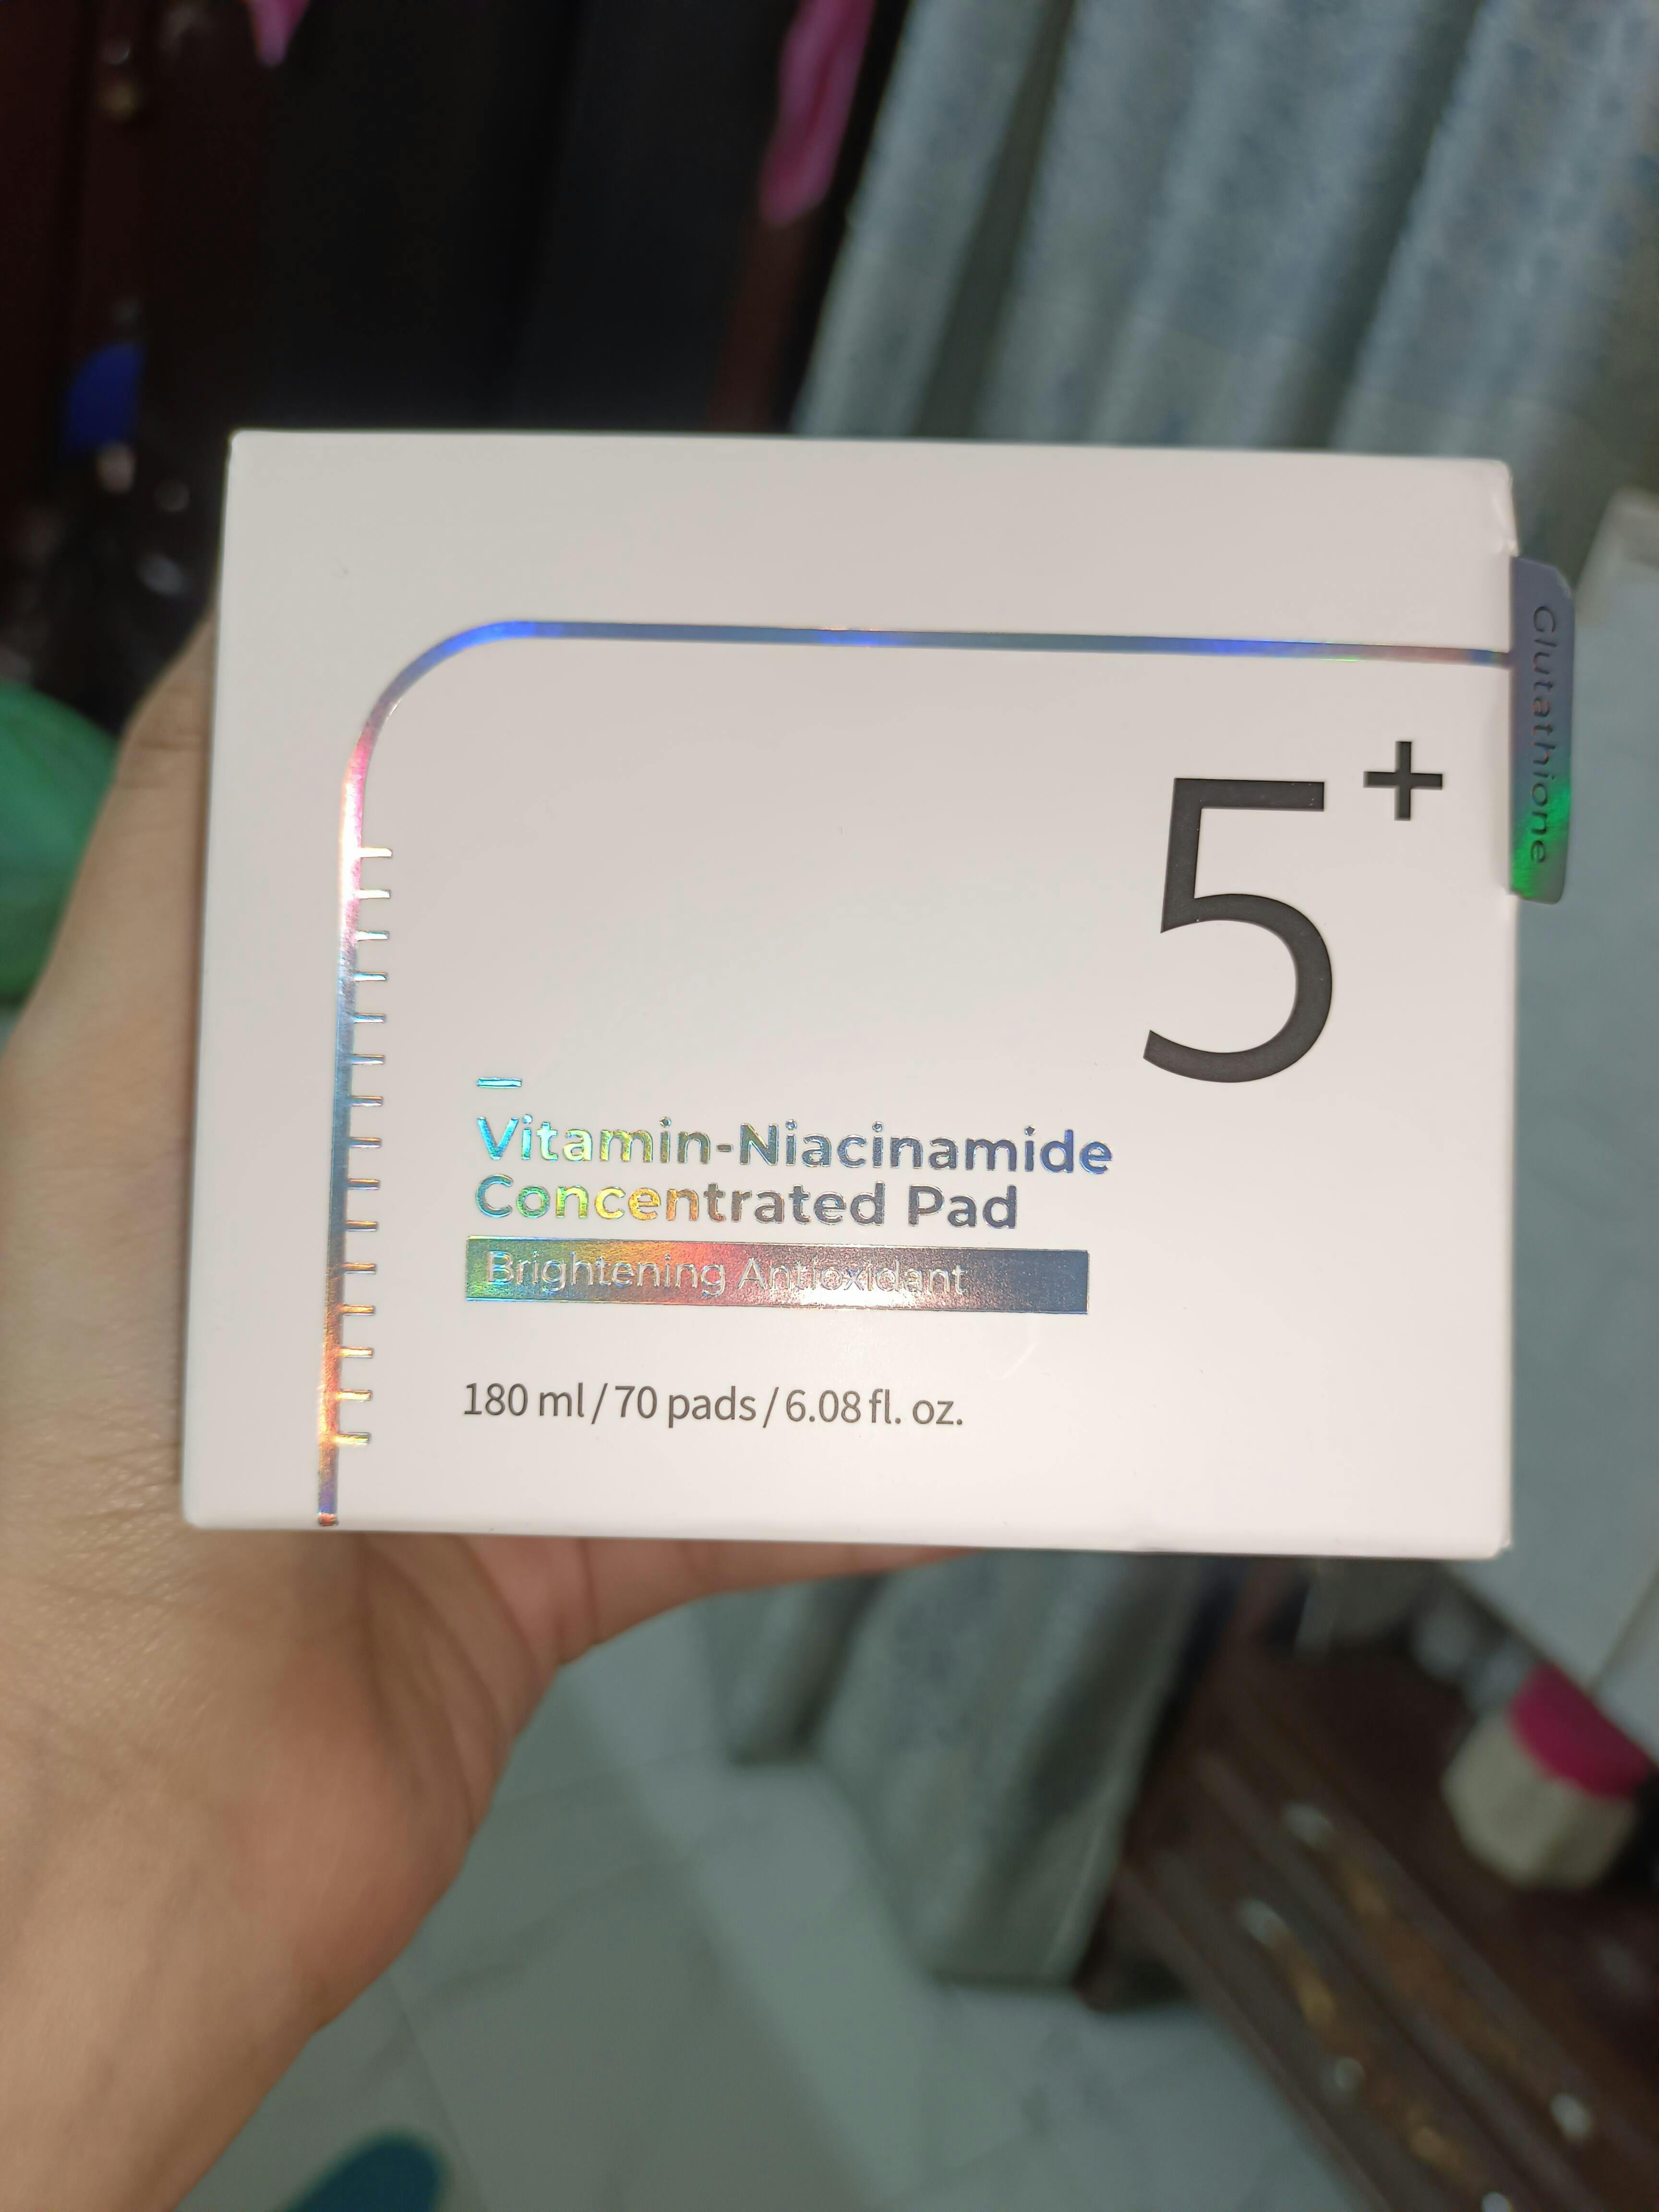 5+
Glutathione
Vitamin-Niacinamide
Concentrated Pad
Brightening Antioxidant
180 ml / 70 pads / 6.08 fl. oz.